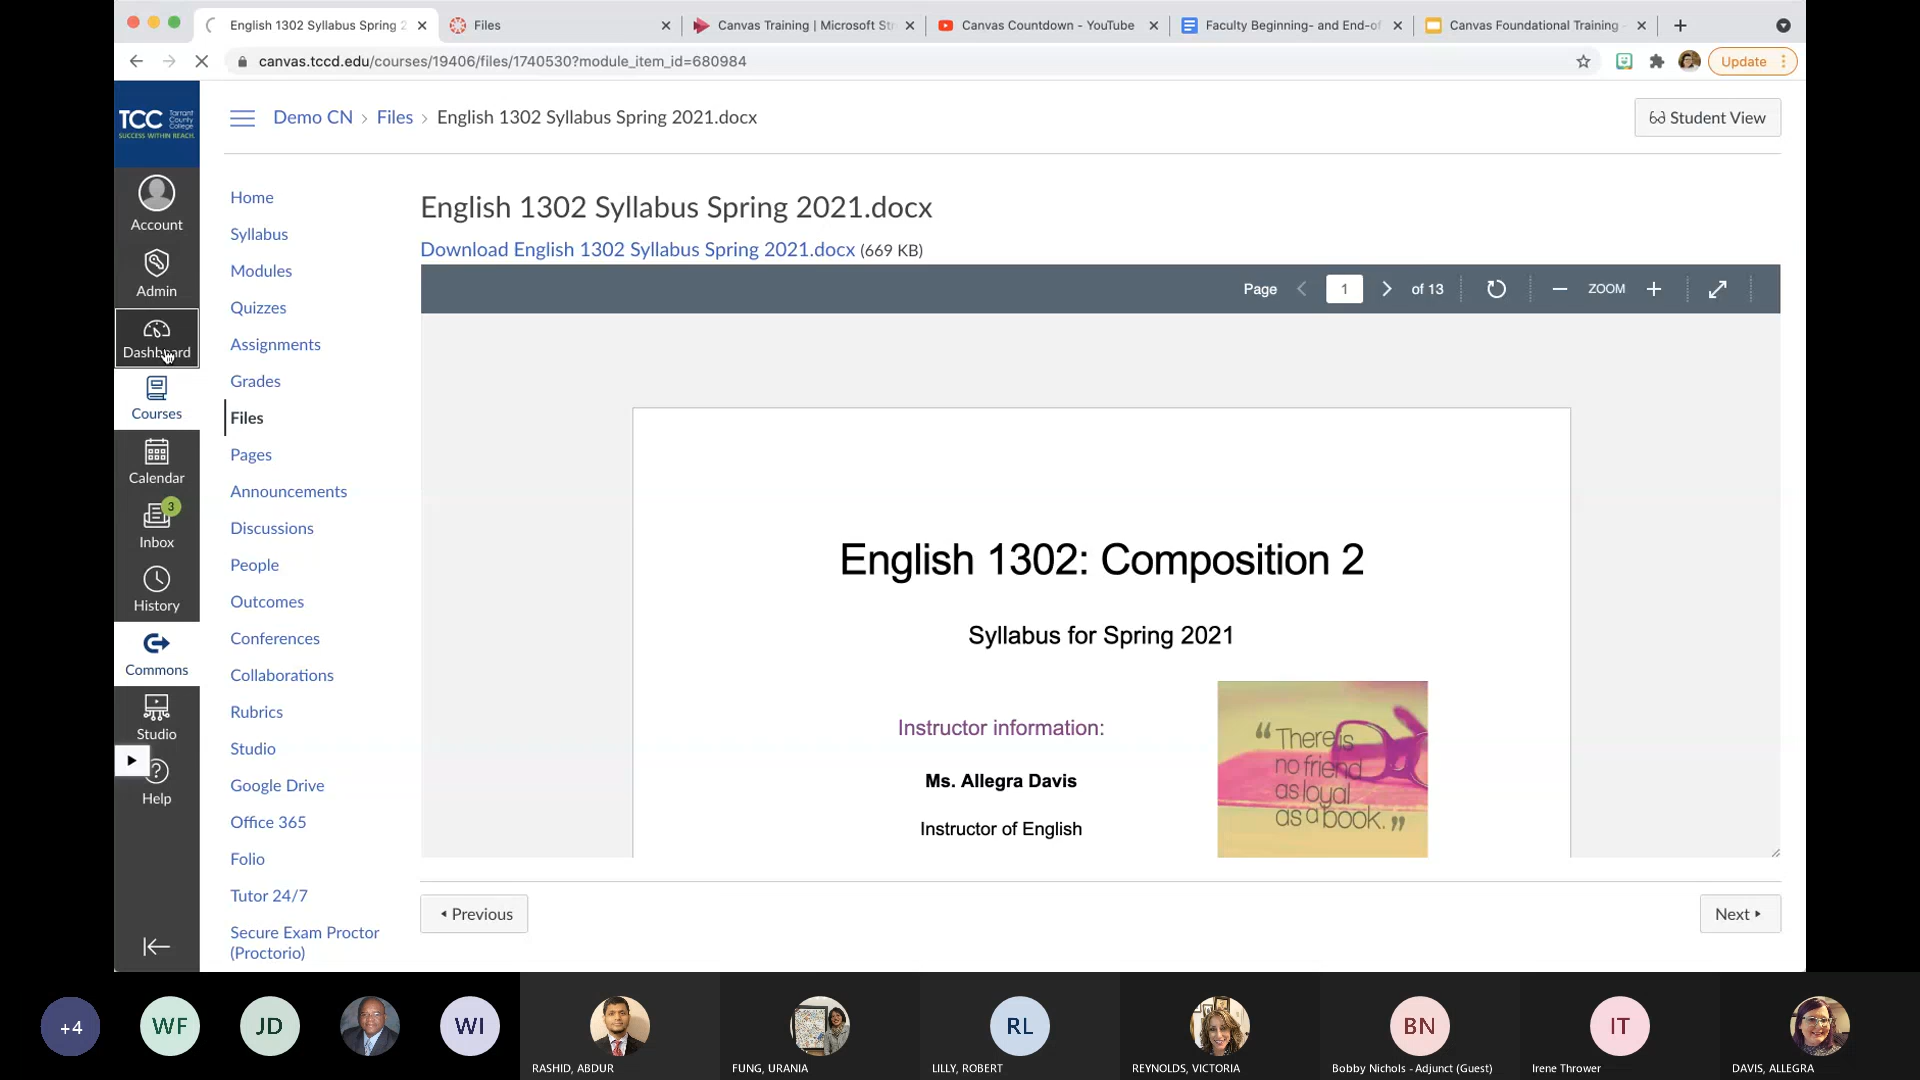 English 1302 Syllabus Spring 2
Files
Canvas Training | Microsoft Str
Canvas Countdown - YouTube
Faculty Beginning- and End-of
Canvas Foundational Training -
canvas.tccd.edu/courses/19406/files/1740530?module_item_id=680984
Update
TCC Tarrant County College
SUCCESS WITHIN REACH.
Demo CN › Files › English 1302 Syllabus Spring 2021.docx
Student View
Account
Admin
Dashboard
Courses
Calendar
3
Inbox
History
Commons
Studio
Help
Home
Syllabus
Modules
Quizzes
Assignments
Grades
Files
Pages
Announcements
Discussions
People
Outcomes
Conferences
Collaborations
Rubrics
Studio
Google Drive
Office 365
Folio
Tutor 24/7
Secure Exam Proctor
(Proctorio)
English 1302 Syllabus Spring 2021.docx
Download English 1302 Syllabus Spring 2021.docx (669 KB)
Page 1 of 13 ZOOM
English 1302: Composition 2
Syllabus for Spring 2021
Instructor information:
Ms. Allegra Davis
Instructor of English
“There is
no friend
as loyal
as a book.”
Previous
Next
+4
WF
JD
WI
RL
BN
IT
RASHID, ABDUR
FUNG, URANIA
LILLY, ROBERT
REYNOLDS, VICTORIA
Bobby Nichols - Adjunct (Guest)
Irene Thrower
DAVIS, ALLEGRA